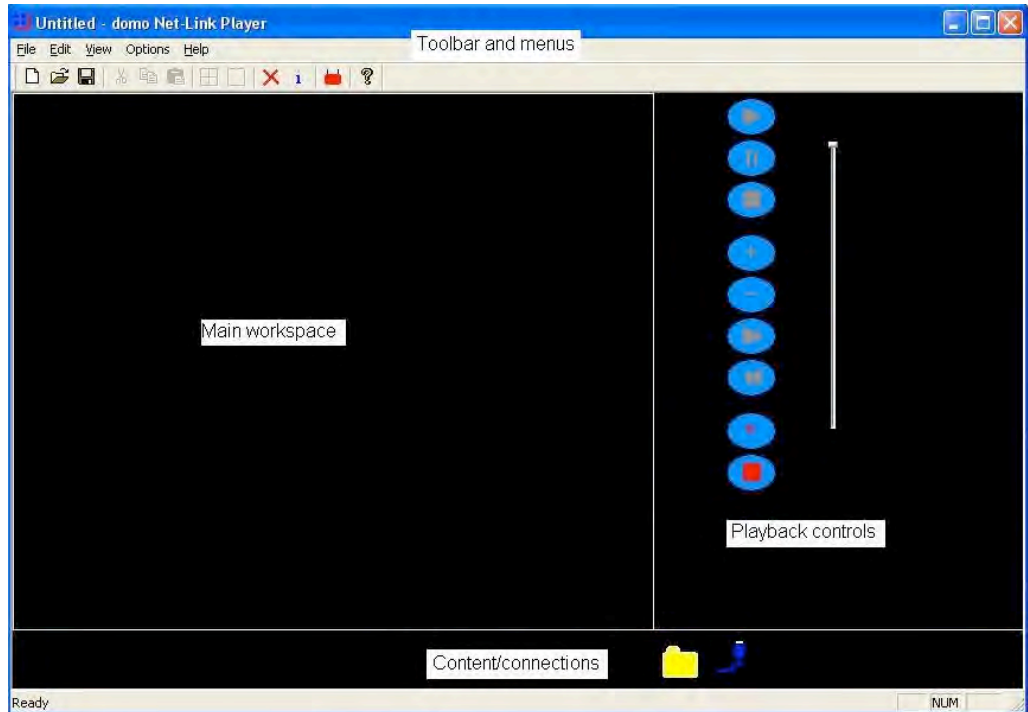 Untitled - domo Net-Link Player
File Edit View Options Help
Toolbar and menus
Main workspace
Playback controls
Content/connections
Ready
NUM